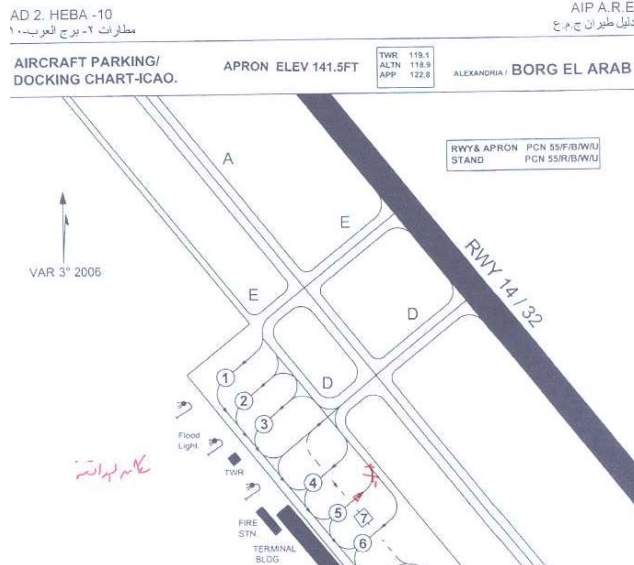 AD 2. HEBA -10
مطارات ٢- برج العرب-١٠
AIP A.R.E
دليل طيران ج.م.ع
AIRCRAFT PARKING/
DOCKING CHART-ICAO.
APRON ELEV 141.5FT
TWR 119.1
ALTN 118.9
APP 122.8
ALEXANDRIA / BORG EL ARAB
RWY& APRON PCN 55/F/B/W/U
STAND PCN 55/R/B/W/U
A
E
VAR 3° 2006
RWY 14 / 32
E
D
D
1
2
3
Flood
Light.
TWR
4
5
7
6
FIRE
STN.
TERMINAL
BLDG.